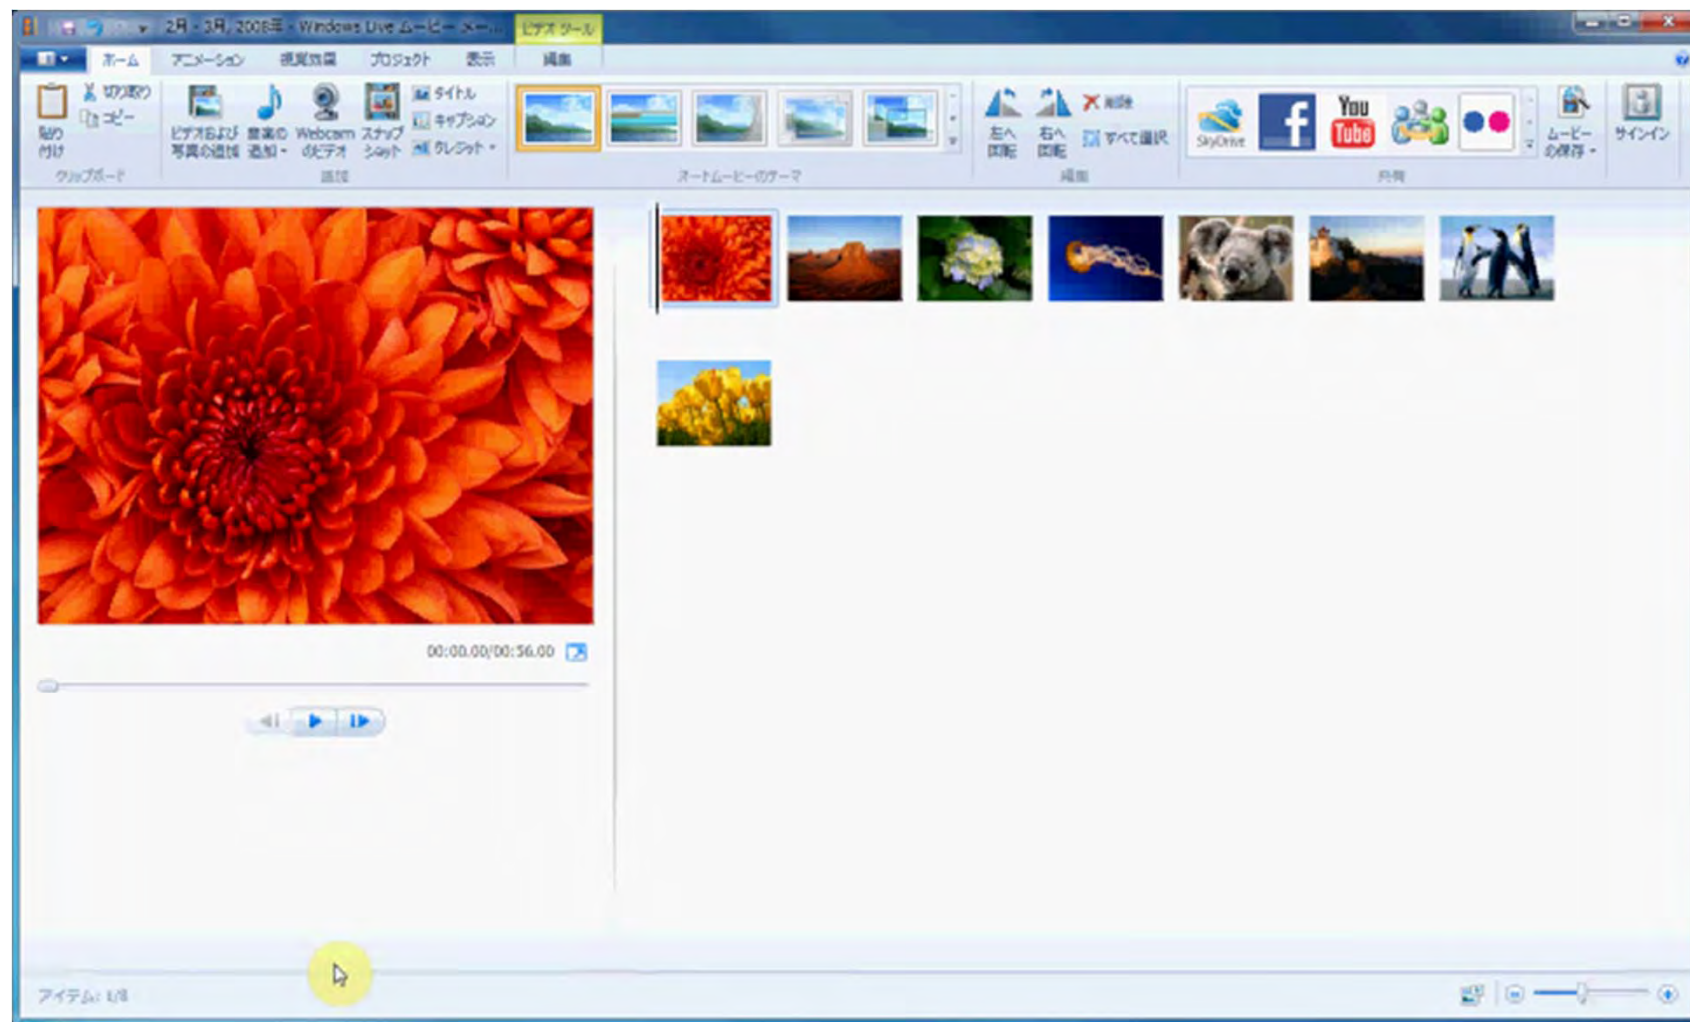 2月 - 3月, 2008年 - Windows Live ムービー メー...
ビデオ ツール
ホーム アニメーション 視覚効果 プロジェクト 表示 編集
貼り
付け
切り取り
コピー
クリップボード
ビデオおよび
写真の追加
音楽の
追加
Webcam
のビデオ
スナップ
ショット
タイトル
キャプション
クレジット
追加
オートムービーのテーマ
左へ
回転
右へ
回転
削除
すべて選択
編集
SkyDrive
f
You
Tube
共有
ムービー
の保存
サインイン
00:00.00/00:56.00
アイテム: 1/8